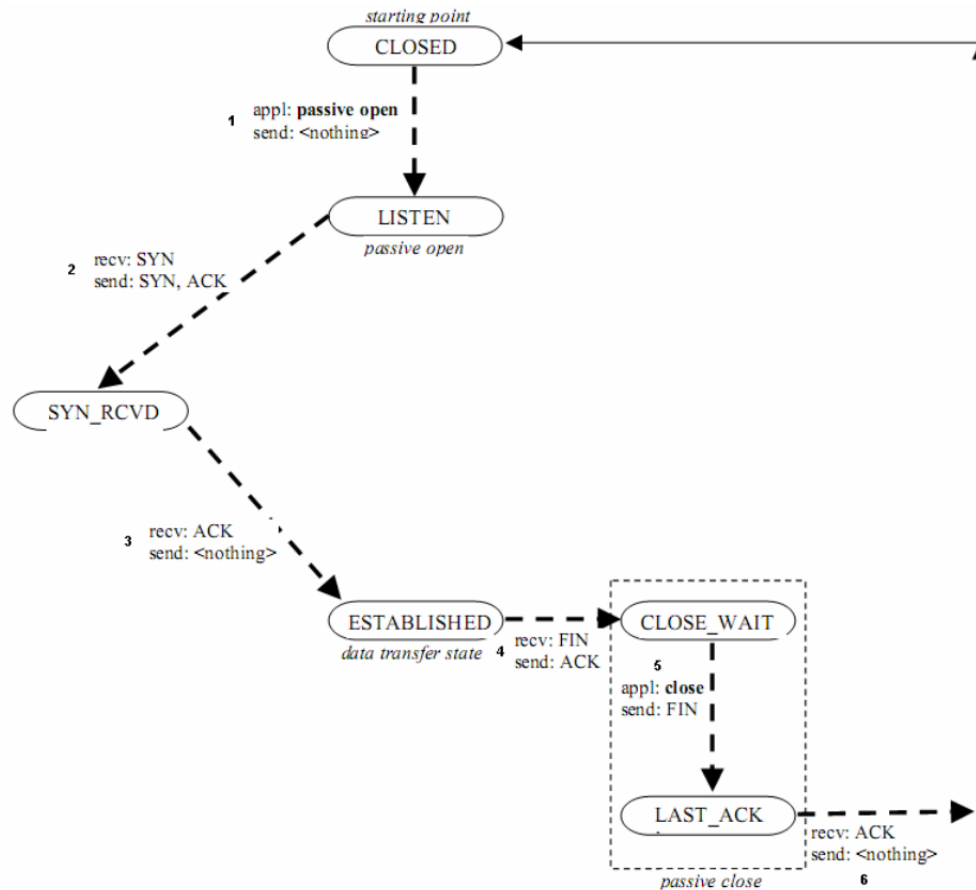 starting point
CLOSED
1
appl: passive open
send: <nothing>
LISTEN
passive open
2
recv: SYN
send: SYN, ACK
SYN_RCVD
3
recv: ACK
send: <nothing>
ESTABLISHED
data transfer state
4
recv: FIN
send: ACK
CLOSE_WAIT
5
appl: close
send: FIN
LAST_ACK
recv: ACK
send: <nothing>
6
passive close